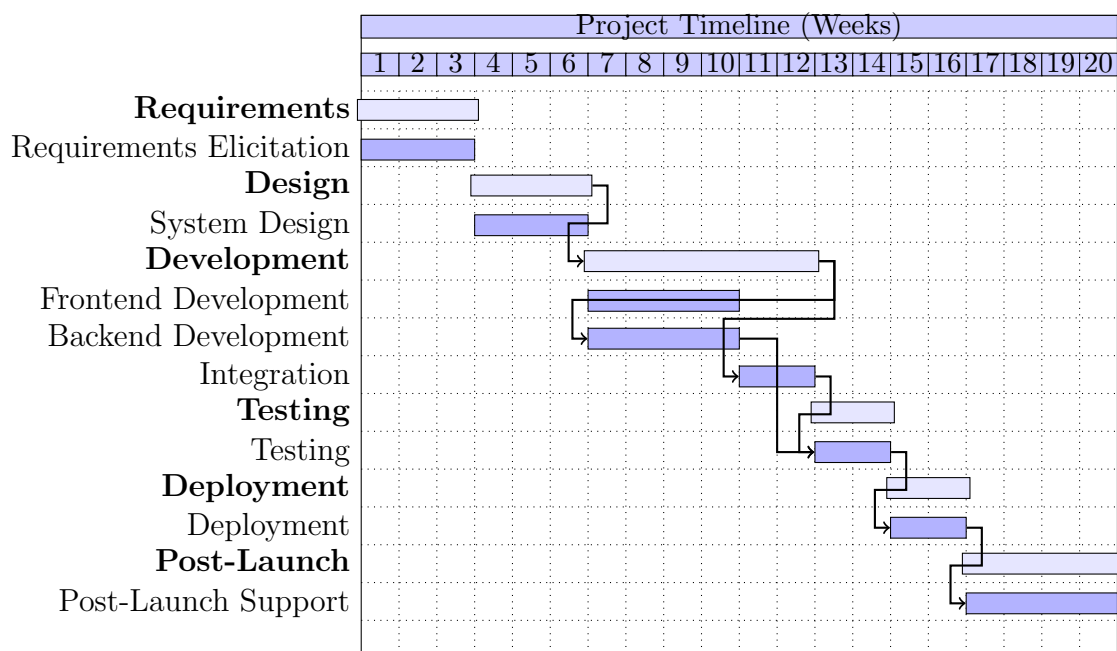 Project Timeline (Weeks)
1 2 3 4 5 6 7 8 9 10 11 12 13 14 15 16 17 18 19 20
Requirements
Requirements Elicitation
Design
System Design
Development
Frontend Development
Backend Development
Integration
Testing
Testing
Deployment
Deployment
Post-Launch
Post-Launch Support